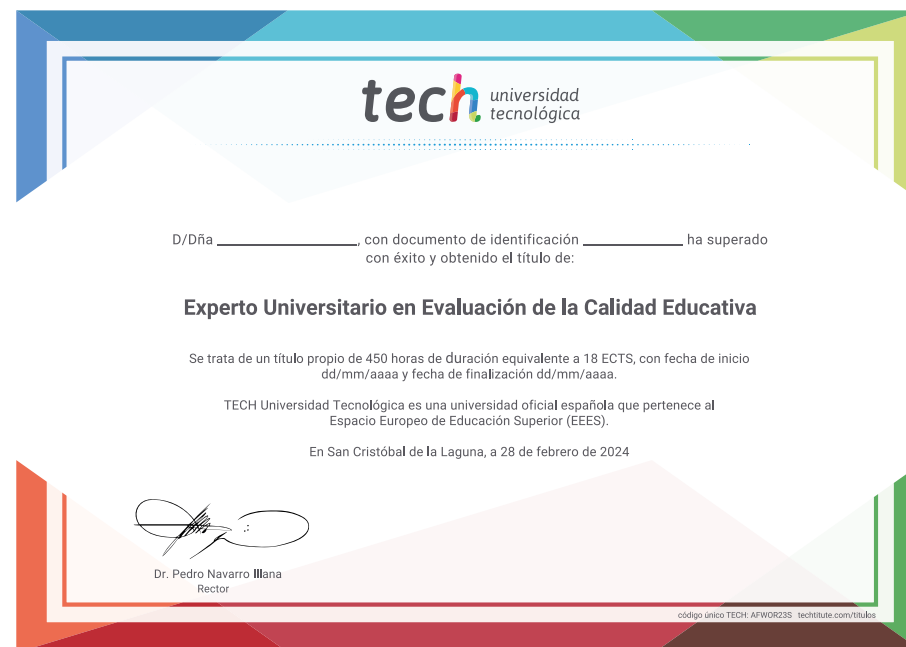 tech universidad
tecnológica
D/Dña ____________________, con documento de identificación ______________ ha superado
con éxito y obtenido el título de:
Experto Universitario en Evaluación de la Calidad Educativa
Se trata de un título propio de 450 horas de duración equivalente a 18 ECTS, con fecha de inicio
dd/mm/aaaa y fecha de finalización dd/mm/aaaa.
TECH Universidad Tecnológica es una universidad oficial española que pertenece al
Espacio Europeo de Educación Superior (EEES).
En San Cristóbal de la Laguna, a 28 de febrero de 2024
Dr. Pedro Navarro Illana
Rector
código único TECH: AFWOR23S techtitute.com/titulos